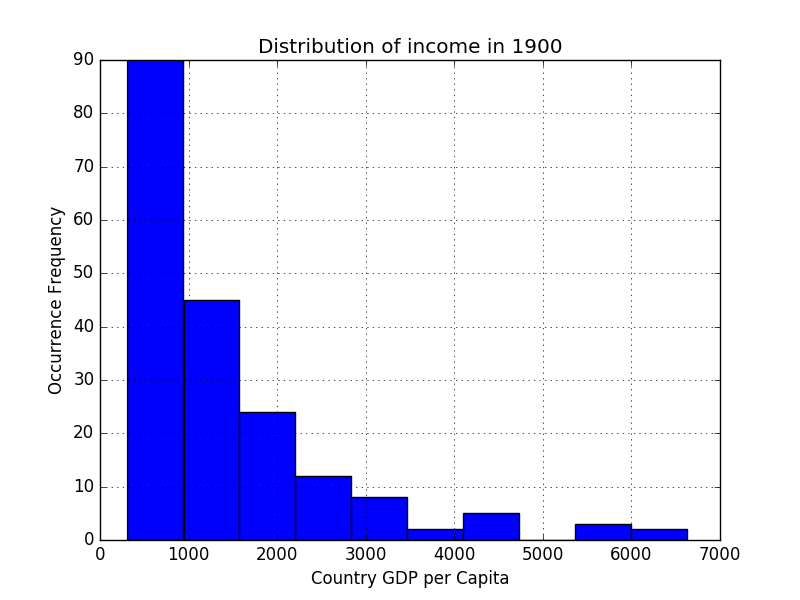 Distribution of income in 1900
90
80
70
60
50
40
30
20
10
0
Occurrence Frequency
0 1000 2000 3000 4000 5000 6000 7000
Country GDP per Capita